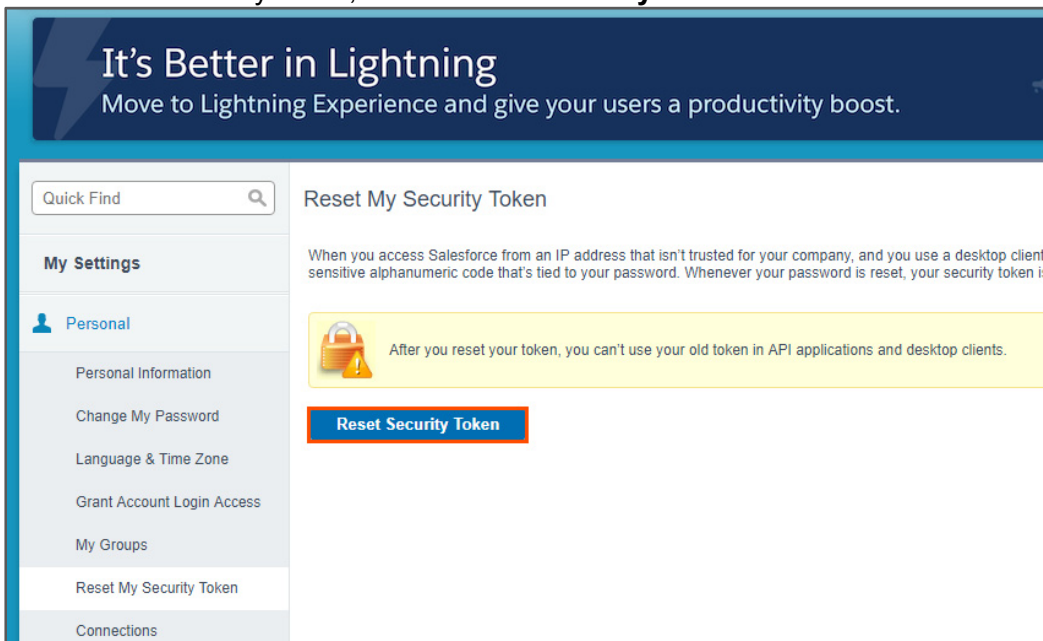 It's Better in Lightning
Move to Lightning Experience and give your users a productivity boost.
Quick Find
Reset My Security Token
My Settings
When you access Salesforce from an IP address that isn't trusted for your company, and you use a desktop client
sensitive alphanumeric code that's tied to your password. Whenever your password is reset, your security token is
Personal
After you reset your token, you can't use your old token in API applications and desktop clients.
Personal Information
Change My Password
Reset Security Token
Language & Time Zone
Grant Account Login Access
My Groups
Reset My Security Token
Connections